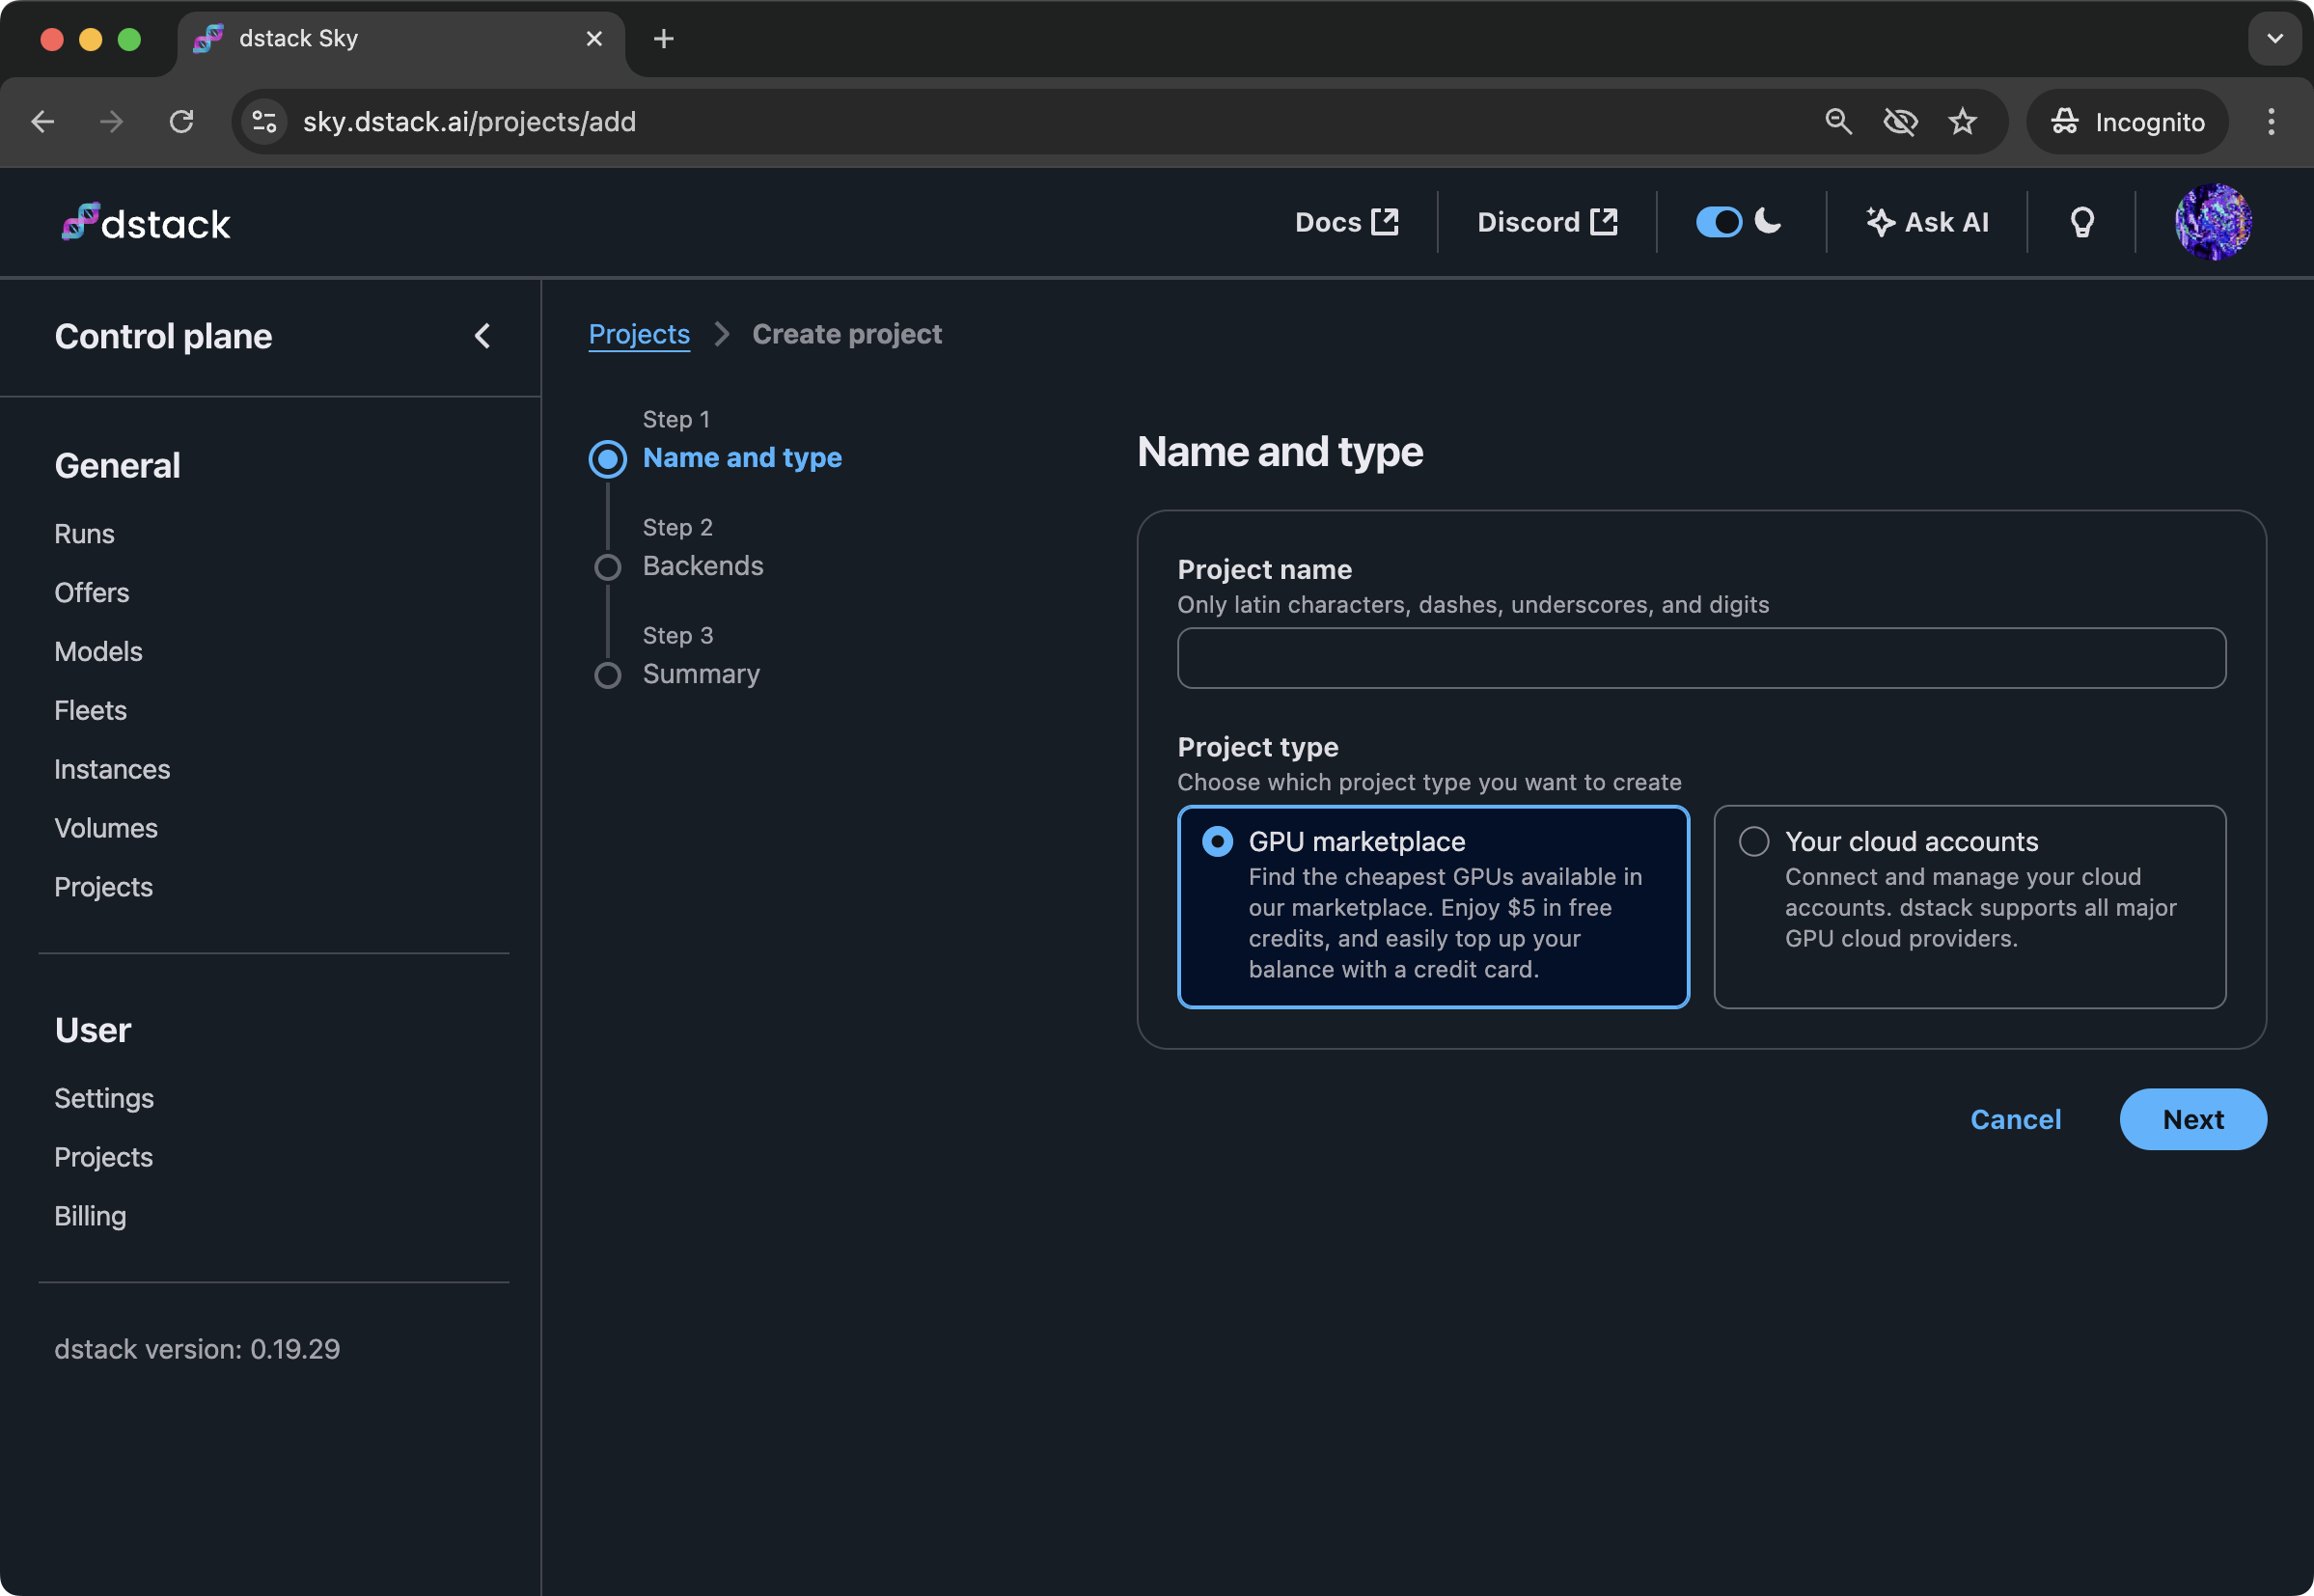 dstack Sky
sky.dstack.ai/projects/add
Incognito
dstack
Docs
Discord
Ask AI
Control plane
General
Runs
Offers
Models
Fleets
Instances
Volumes
Projects
User
Settings
Projects
Billing
dstack version: 0.19.29
Projects
Create project
Step 1
Name and type
Step 2
Backends
Step 3
Summary
Name and type
Project name
Only latin characters, dashes, underscores, and digits
Project type
Choose which project type you want to create
GPU marketplace
Find the cheapest GPUs available in
our marketplace. Enjoy $5 in free
credits, and easily top up your
balance with a credit card.
Your cloud accounts
Connect and manage your cloud
accounts. dstack supports all major
GPU cloud providers.
Cancel
Next